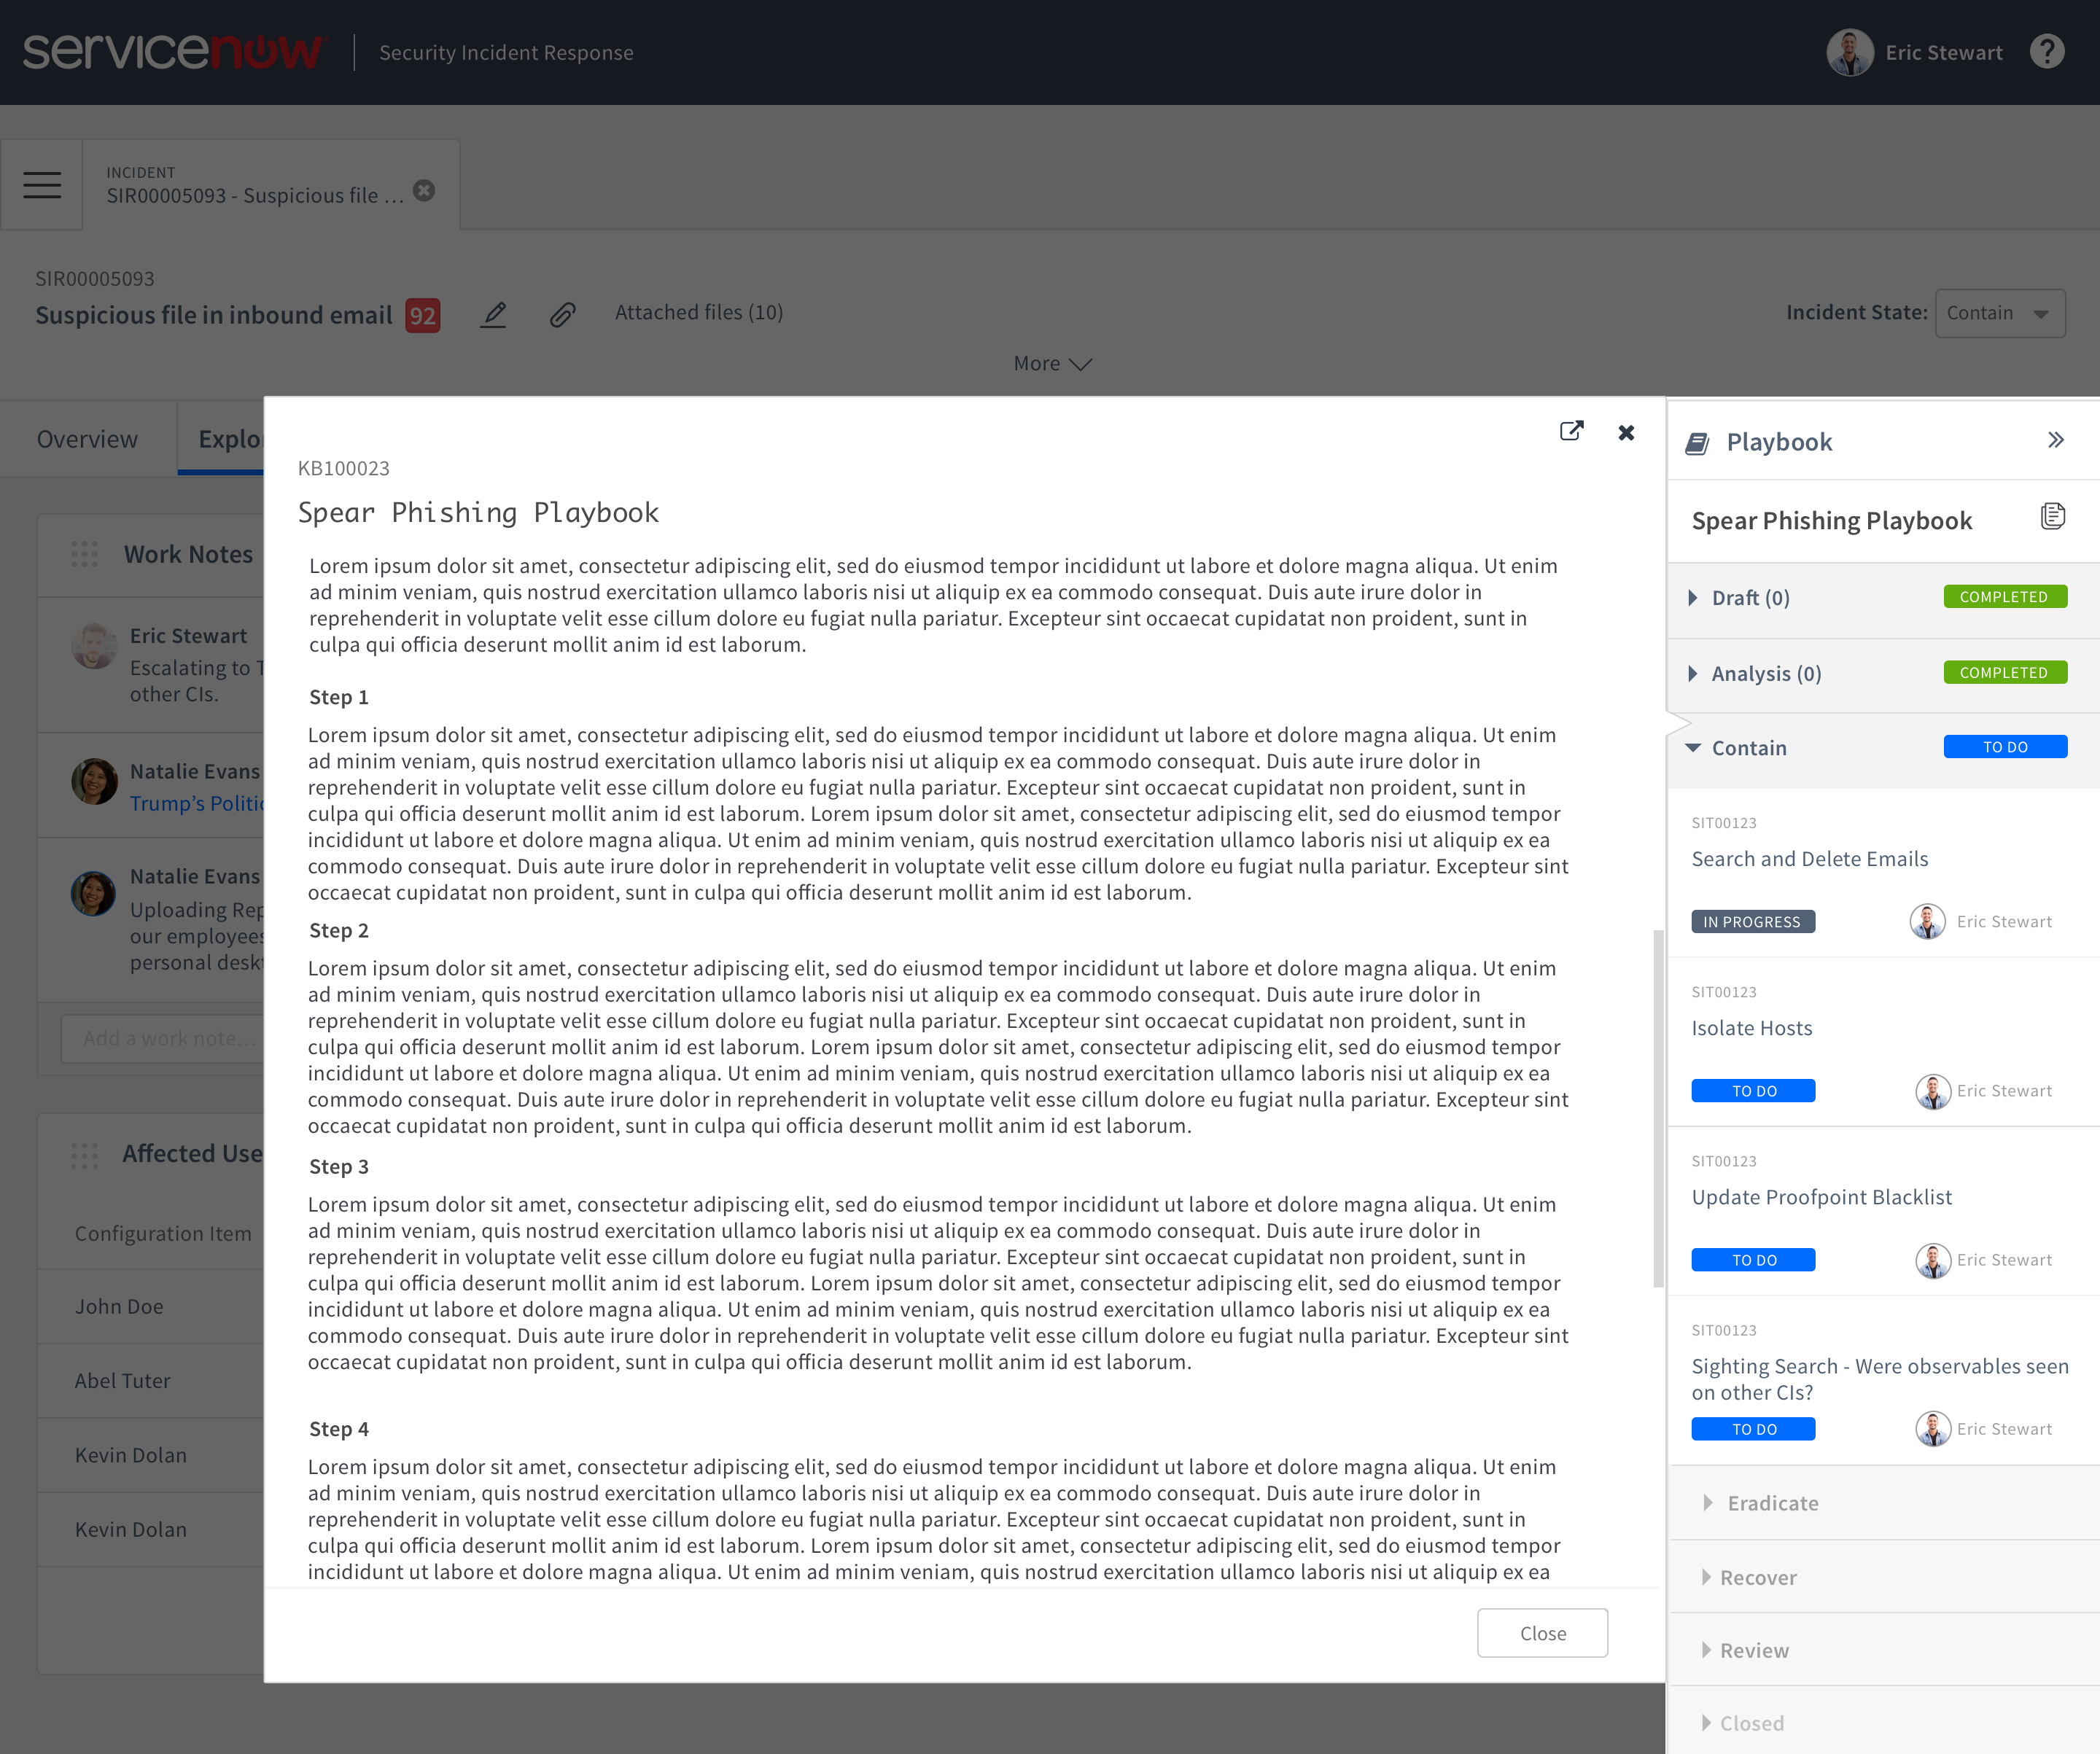 servicenow
Security Incident Response
Eric Stewart
?
INCIDENT
SIR00005093 - Suspicious file ...
SIR00005093
Suspicious file in inbound email 92
Attached files (10)
Incident State: Contain
More
Overview
Explo
Work Notes
Eric Stewart
Escalating to T
other CIs.
Natalie Evans
Trump's Politic
Natalie Evans
Uploading Rep
our employees
personal deskt
Add a work note...
Affected Use
Configuration Item
John Doe
Abel Tuter
Kevin Dolan
Kevin Dolan
KB100023
Spear Phishing Playbook
Lorem ipsum dolor sit amet, consectetur adipiscing elit, sed do eiusmod tempor incididunt ut labore et dolore magna aliqua. Ut enim
ad minim veniam, quis nostrud exercitation ullamco laboris nisi ut aliquip ex ea commodo consequat. Duis aute irure dolor in
reprehenderit in voluptate velit esse cillum dolore eu fugiat nulla pariatur. Excepteur sint occaecat cupidatat non proident, sunt in
culpa qui officia deserunt mollit anim id est laborum.
Step 1
Lorem ipsum dolor sit amet, consectetur adipiscing elit, sed do eiusmod tempor incididunt ut labore et dolore magna aliqua. Ut enim
ad minim veniam, quis nostrud exercitation ullamco laboris nisi ut aliquip ex ea commodo consequat. Duis aute irure dolor in
reprehenderit in voluptate velit esse cillum dolore eu fugiat nulla pariatur. Excepteur sint occaecat cupidatat non proident, sunt in
culpa qui officia deserunt mollit anim id est laborum. Lorem ipsum dolor sit amet, consectetur adipiscing elit, sed do eiusmod tempor
incididunt ut labore et dolore magna aliqua. Ut enim ad minim veniam, quis nostrud exercitation ullamco laboris nisi ut aliquip ex ea
commodo consequat. Duis aute irure dolor in reprehenderit in voluptate velit esse cillum dolore eu fugiat nulla pariatur. Excepteur sint
occaecat cupidatat non proident, sunt in culpa qui officia deserunt mollit anim id est laborum.
Step 2
Lorem ipsum dolor sit amet, consectetur adipiscing elit, sed do eiusmod tempor incididunt ut labore et dolore magna aliqua. Ut enim
ad minim veniam, quis nostrud exercitation ullamco laboris nisi ut aliquip ex ea commodo consequat. Duis aute irure dolor in
reprehenderit in voluptate velit esse cillum dolore eu fugiat nulla pariatur. Excepteur sint occaecat cupidatat non proident, sunt in
culpa qui officia deserunt mollit anim id est laborum. Lorem ipsum dolor sit amet, consectetur adipiscing elit, sed do eiusmod tempor
incididunt ut labore et dolore magna aliqua. Ut enim ad minim veniam, quis nostrud exercitation ullamco laboris nisi ut aliquip ex ea
commodo consequat. Duis aute irure dolor in reprehenderit in voluptate velit esse cillum dolore eu fugiat nulla pariatur. Excepteur sint
occaecat cupidatat non proident, sunt in culpa qui officia deserunt mollit anim id est laborum.
Step 3
Lorem ipsum dolor sit amet, consectetur adipiscing elit, sed do eiusmod tempor incididunt ut labore et dolore magna aliqua. Ut enim
ad minim veniam, quis nostrud exercitation ullamco laboris nisi ut aliquip ex ea commodo consequat. Duis aute irure dolor in
reprehenderit in voluptate velit esse cillum dolore eu fugiat nulla pariatur. Excepteur sint occaecat cupidatat non proident, sunt in
culpa qui officia deserunt mollit anim id est laborum. Lorem ipsum dolor sit amet, consectetur adipiscing elit, sed do eiusmod tempor
incididunt ut labore et dolore magna aliqua. Ut enim ad minim veniam, quis nostrud exercitation ullamco laboris nisi ut aliquip ex ea
commodo consequat. Duis aute irure dolor in reprehenderit in voluptate velit esse cillum dolore eu fugiat nulla pariatur. Excepteur sint
occaecat cupidatat non proident, sunt in culpa qui officia deserunt mollit anim id est laborum.
Step 4
Lorem ipsum dolor sit amet, consectetur adipiscing elit, sed do eiusmod tempor incididunt ut labore et dolore magna aliqua. Ut enim
ad minim veniam, quis nostrud exercitation ullamco laboris nisi ut aliquip ex ea commodo consequat. Duis aute irure dolor in
reprehenderit in voluptate velit esse cillum dolore eu fugiat nulla pariatur. Excepteur sint occaecat cupidatat non proident, sunt in
culpa qui officia deserunt mollit anim id est laborum. Lorem ipsum dolor sit amet, consectetur adipiscing elit, sed do eiusmod tempor
incididunt ut labore et dolore magna aliqua. Ut enim ad minim veniam, quis nostrud exercitation ullamco laboris nisi ut aliquip ex ea
Close
Playbook
Spear Phishing Playbook
Draft (0) COMPLETED
Analysis (0) COMPLETED
Contain TO DO
SIT00123
Search and Delete Emails
IN PROGRESS Eric Stewart
SIT00123
Isolate Hosts
TO DO Eric Stewart
SIT00123
Update Proofpoint Blacklist
TO DO Eric Stewart
SIT00123
Sighting Search - Were observables seen
on other CIs?
TO DO Eric Stewart
Eradicate
Recover
Review
Closed